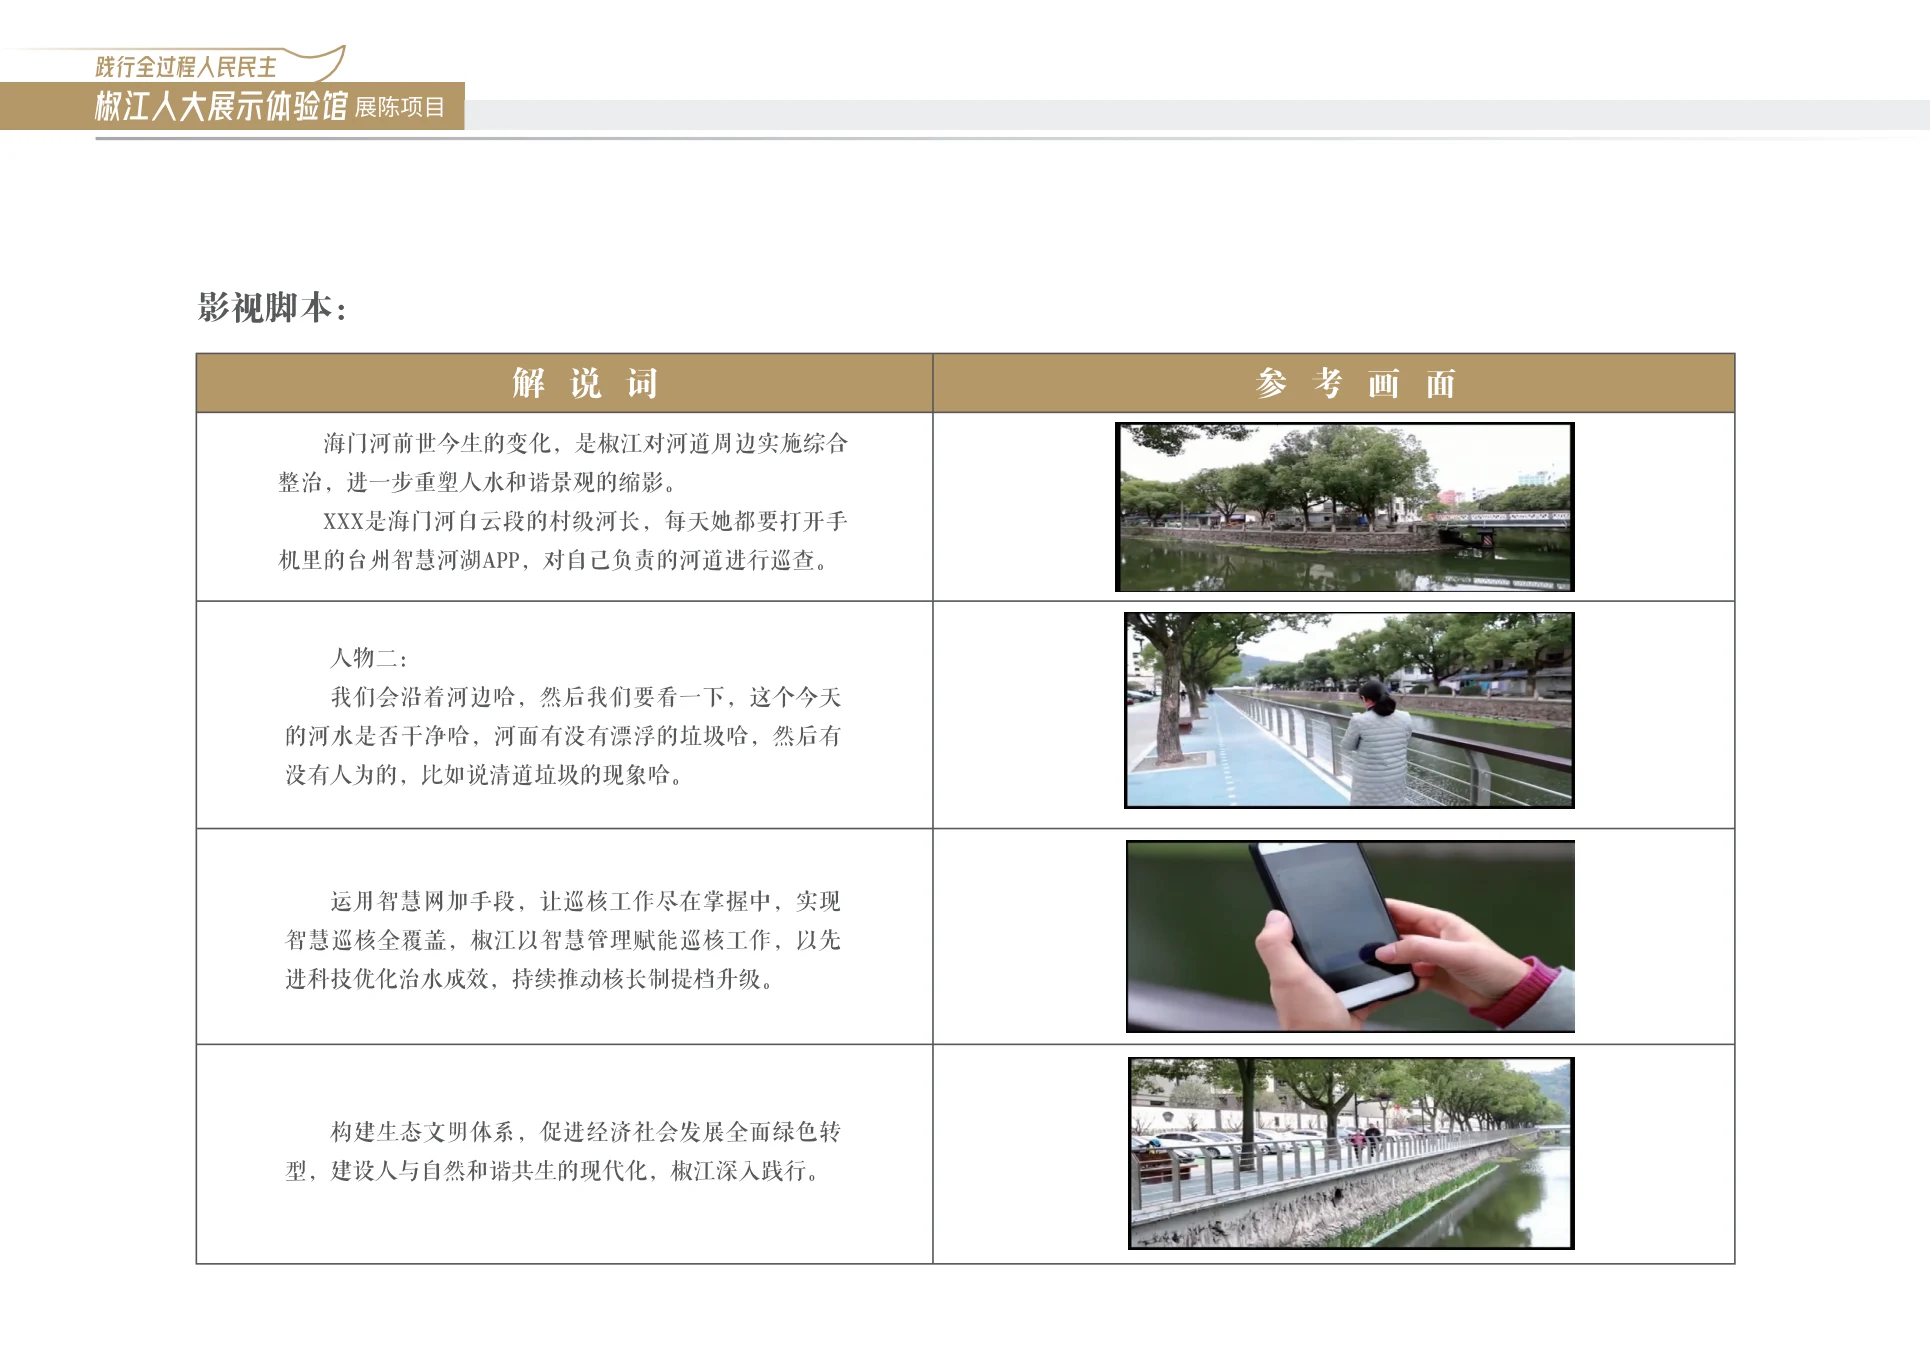 践行全过程人民民主
椒江人大展示体验馆 展陈项目
影视脚本：
解说词
参考画面
海门河前世今生的变化，是椒江对河道周边实施综合
整治，进一步重塑人水和谐景观的缩影。
XXX是海门河白云段的村级河长，每天她都要打开手
机里的台州智慧河湖APP，对自己负责的河道进行巡查。
人物二：
我们会沿着河边哈，然后我们要看一下，这个今天
的河水是否干净哈，河面有没有漂浮的垃圾哈，然后有
没有人为的，比如说清道垃圾的现象哈。
运用智慧网加手段，让巡核工作尽在掌握中，实现
智慧巡核全覆盖，椒江以智慧管理赋能巡核工作，以先
进科技优化治水成效，持续推动核长制提档升级。
构建生态文明体系，促进经济社会发展全面绿色转
型，建设人与自然和谐共生的现代化，椒江深入践行。